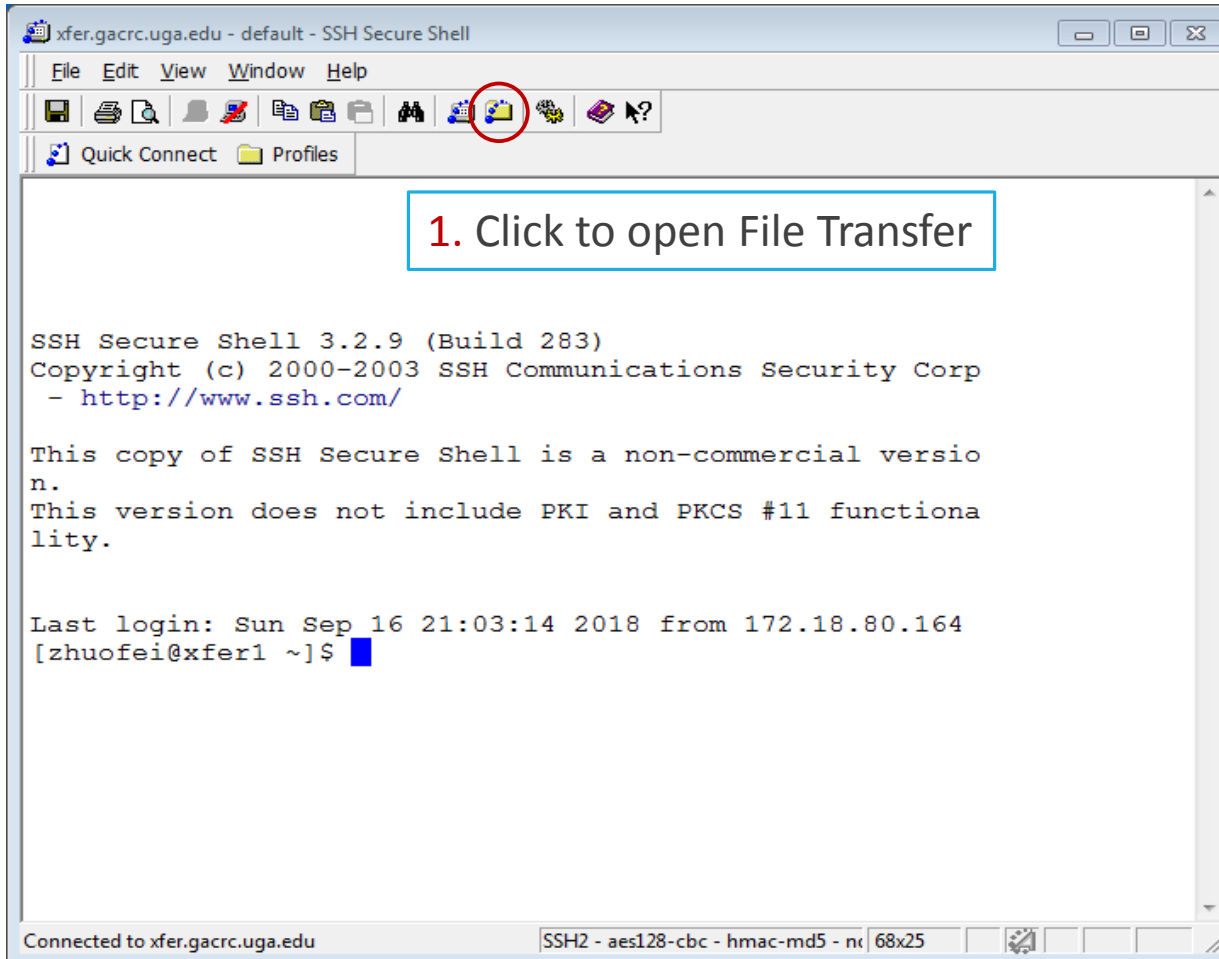 xfer.gacrc.uga.edu - default - SSH Secure Shell
File Edit View Window Help
Quick Connect Profiles
1. Click to open File Transfer
SSH Secure Shell 3.2.9 (Build 283)
Copyright (c) 2000-2003 SSH Communications Security Corp
- http://www.ssh.com/
This copy of SSH Secure Shell is a non-commercial versio
n.
This version does not include PKI and PKCS #11 functiona
lity.
Last login: Sun Sep 16 21:03:14 2018 from 172.18.80.164
[zhuofei@xfer1 ~]$
Connected to xfer.gacrc.uga.edu SSH2 - aes128-cbc - hmac-md5 - 68x25